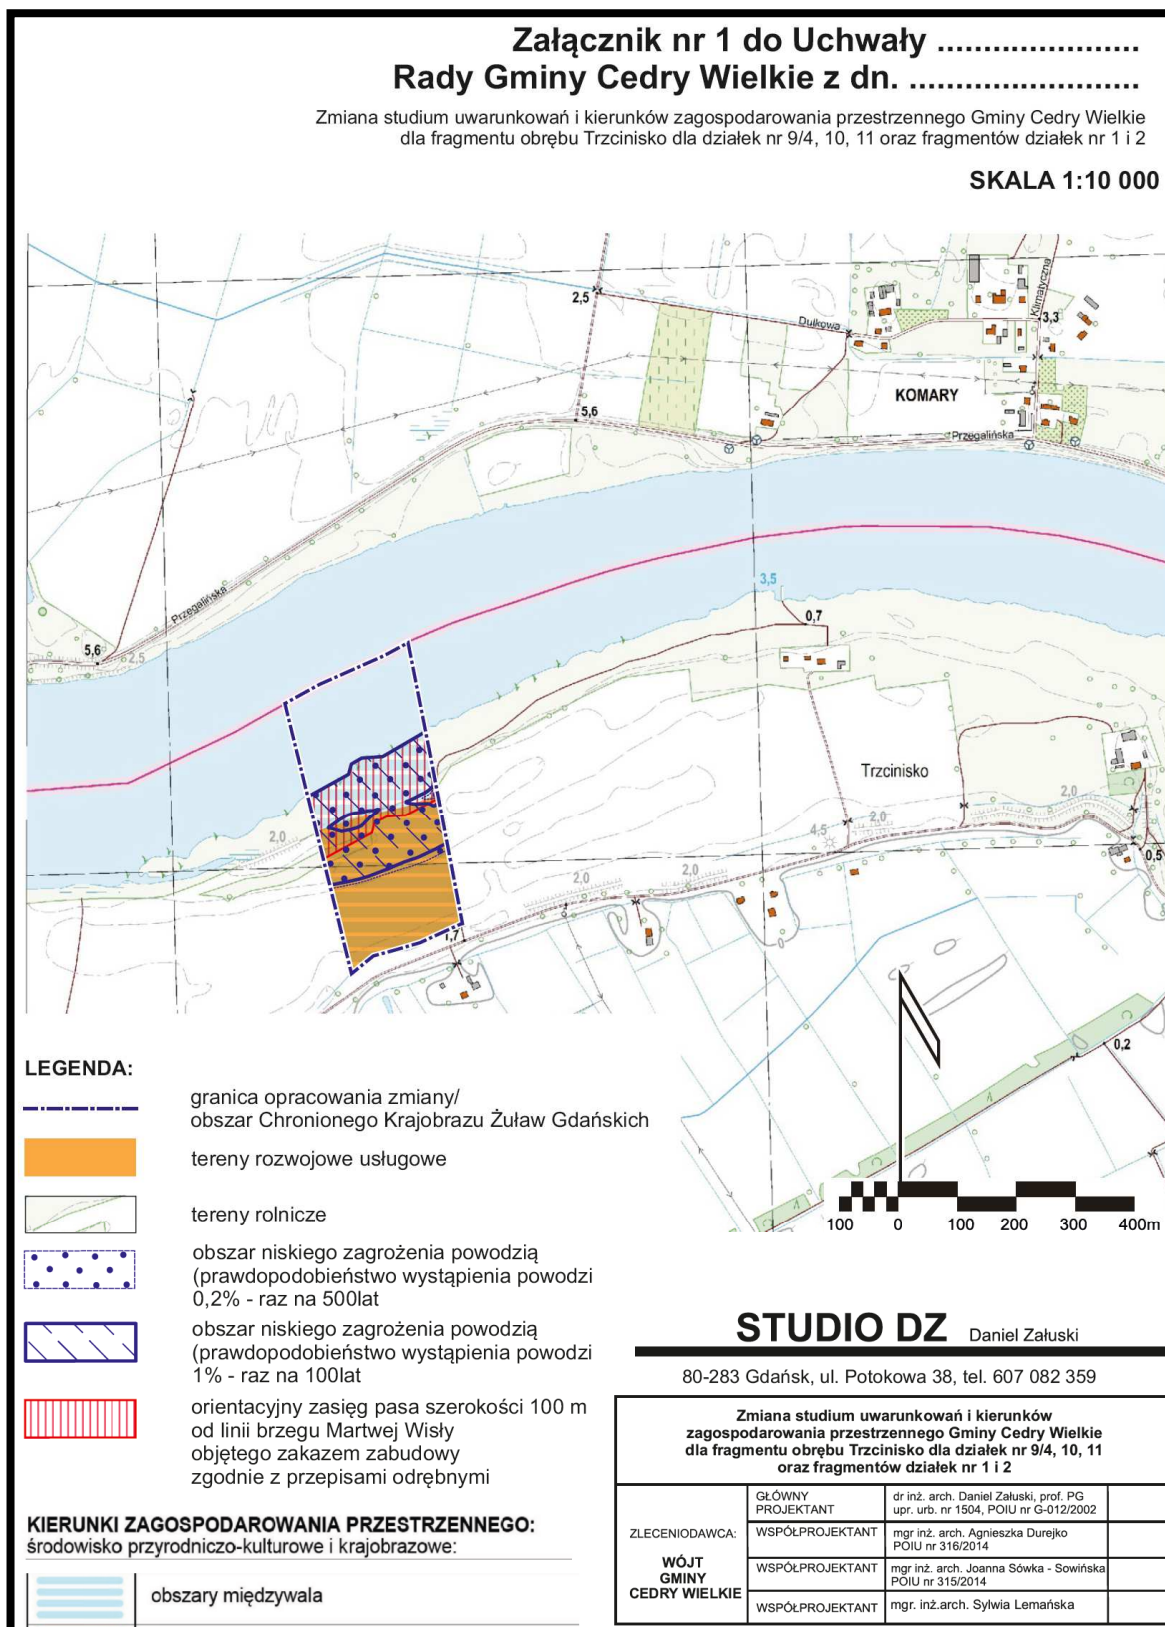 Załącznik nr 1 do Uchwały ......................
Rady Gminy Cedry Wielkie z dn. .........................
Zmiana studium uwarunkowań i kierunków zagospodarowania przestrzennego Gminy Cedry Wielkie
dla fragmentu obrębu Trzcinisko dla działek nr 9/4, 10, 11 oraz fragmentów działek nr 1 i 2
SKALA 1:10 000
2,5
Dulkowa
Klimatyczna
3,3
KOMARY
5,6
Przegalińska
3,5
0,7
Przegalińska
5,6
2,5
Trzcinisko
2,0
2,0
4,5
2,0
0,5
2,0
2,0
1,7
0,2
LEGENDA:
granica opracowania zmiany/
obszar Chronionego Krajobrazu Żuław Gdańskich
tereny rozwojowe usługowe
tereny rolnicze
obszar niskiego zagrożenia powodzią
(prawdopodobieństwo wystąpienia powodzi
0,2% - raz na 500lat
obszar niskiego zagrożenia powodzią
(prawdopodobieństwo wystąpienia powodzi
1% - raz na 100lat
orientacyjny zasięg pasa szerokości 100 m
od linii brzegu Martwej Wisły
objętego zakazem zabudowy
zgodnie z przepisami odrębnymi
KIERUNKI ZAGOSPODAROWANIA PRZESTRZENNEGO:
środowisko przyrodniczo-kulturowe i krajobrazowe:
obszary międzywala
100 0 100 200 300 400m
STUDIO DZ Daniel Załuski
80-283 Gdańsk, ul. Potokowa 38, tel. 607 082 359
Zmiana studium uwarunkowań i kierunków
zagospodarowania przestrzennego Gminy Cedry Wielkie
dla fragmentu obrębu Trzcinisko dla działek nr 9/4, 10, 11
oraz fragmentów działek nr 1 i 2
ZLECENIODAWCA:
WÓJT
GMINY
CEDRY WIELKIE
GŁÓWNY
PROJEKTANT
dr inż. arch. Daniel Załuski, prof. PG
upr. urb. nr 1504, POIU nr G-012/2002
WSPÓŁPROJEKTANT
mgr inż. arch. Agnieszka Durejko
POIU nr 316/2014
WSPÓŁPROJEKTANT
mgr inż. arch. Joanna Sówka - Sowińska
POIU nr 315/2014
WSPÓŁPROJEKTANT
mgr. inż.arch. Sylwia Lemańska